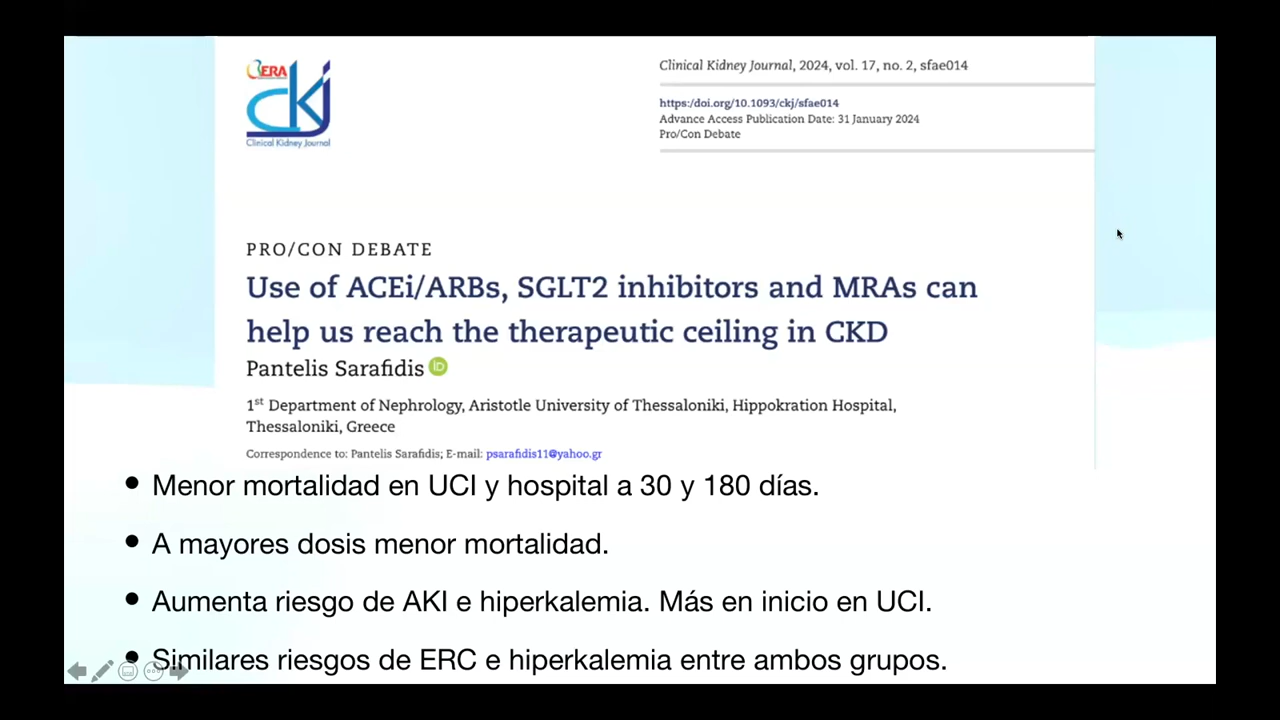 ERA
ckj
Clinical Kidney Journal
Clinical Kidney Journal, 2024, vol. 17, no. 2, sfae014
https:/doi.org/10.1093/ckj/sfae014
Advance Access Publication Date: 31 January 2024
Pro/Con Debate
PRO/CON DEBATE
Use of ACEi/ARBs, SGLT2 inhibitors and MRAs can
help us reach the therapeutic ceiling in CKD
Pantelis Sarafidis iD
1st Department of Nephrology, Aristotle University of Thessaloniki, Hippokration Hospital,
Thessaloniki, Greece
Correspondence to: Pantelis Sarafidis; E-mail: psarafidis11@yahoo.gr
• Menor mortalidad en UCI y hospital a 30 y 180 días.
• A mayores dosis menor mortalidad.
• Aumenta riesgo de AKI e hiperkalemia. Más en inicio en UCI.
• Similares riesgos de ERC e hiperkalemia entre ambos grupos.